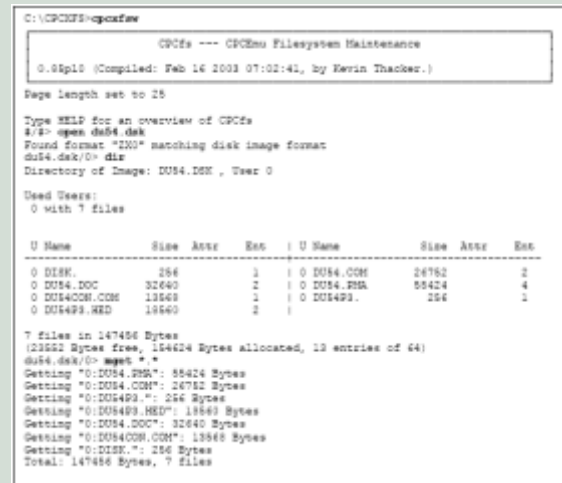 C:\CPCXFS>cpcxfsw
CPCfs --- CPCEmu Filesystem Maintenance
0.85pl0 (Compiled: Feb 16 2003 07:02:41, by Kevin Thacker.)
Page length set to 25
Type HELP for an overview of CPCfs
#/#> open du54.dsk
Found format "ZX0" matching disk image format
du54.dsk/0> dir
Directory of Image: DU54.DSK , User 0
Used Users:
0 with 7 files
U Name Size Attr Ent | U Name Size Attr Ent
0 DISK. 256 1 | 0 DU54.COM 26752 2
0 DU54.DOC 32640 2 | 0 DU54.PMA 55424 4
0 DU54CON.COM 13568 1 | 0 DU54P3. 256 1
0 DU54P3.HED 18560 2 |
7 files in 147456 Bytes
(23552 Bytes free, 154624 Bytes allocated, 13 entries of 64)
du54.dsk/0> mget *.*
Getting "0:DU54.PMA": 55424 Bytes
Getting "0:DU54.COM": 26752 Bytes
Getting "0:DU54P3.": 256 Bytes
Getting "0:DU54P3.HED": 18560 Bytes
Getting "0:DU54.DOC": 32640 Bytes
Getting "0:DU54CON.COM": 13568 Bytes
Getting "0:DISK.": 256 Bytes
Total: 147456 Bytes, 7 files